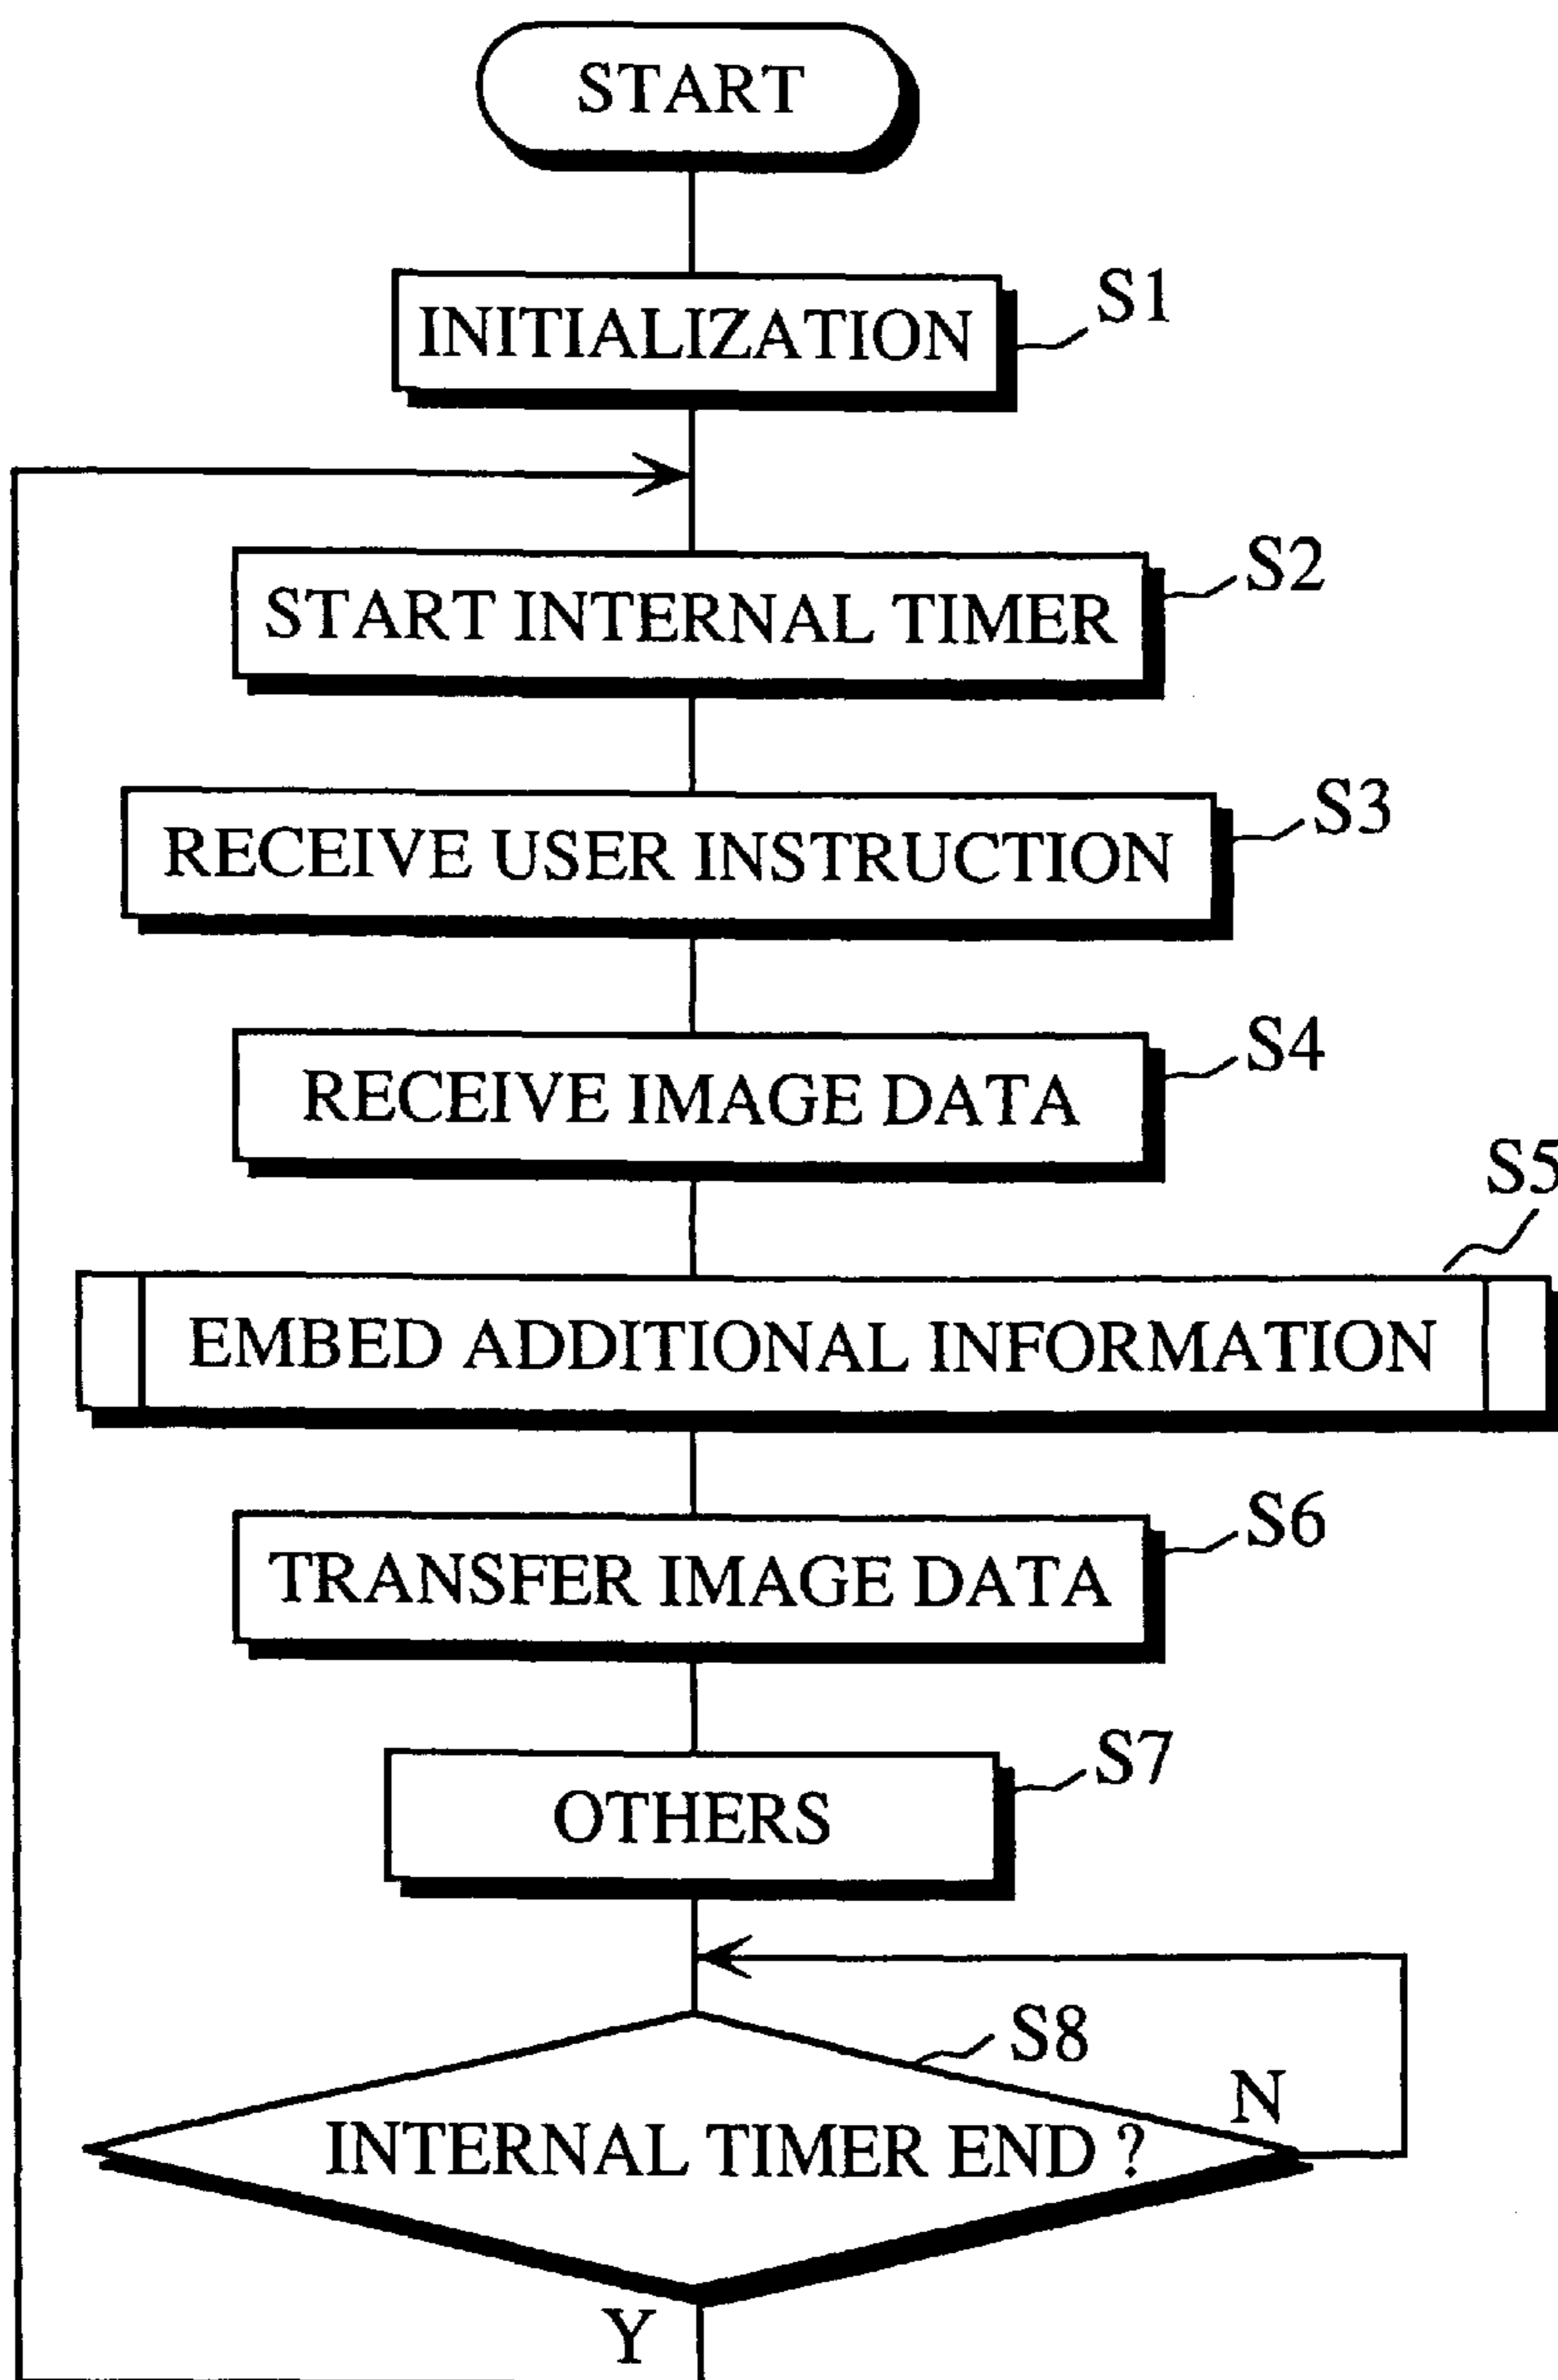 START
INITIALIZATION
S1
START INTERNAL TIMER
S2
RECEIVE USER INSTRUCTION
S3
RECEIVE IMAGE DATA
S4
S5
EMBED ADDITIONAL INFORMATION
TRANSFER IMAGE DATA
S6
OTHERS
S7
S8
N
INTERNAL TIMER END ?
Y